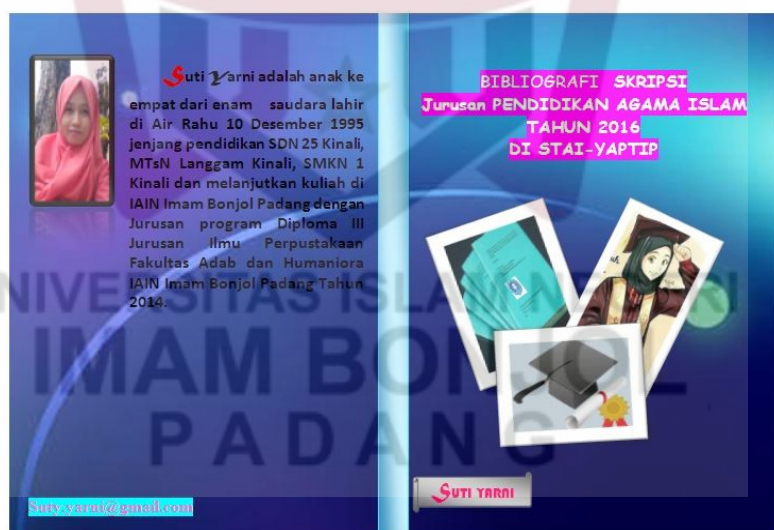 Suti Yarni adalah anak ke
empat dari enam saudara lahir
di Air Rahu 10 Desember 1995
jenjang pendidikan SDN 25 Kinali,
MTsN Langgam Kinali, SMKN 1
Kinali dan melanjutkan kuliah di
IAIN Imam Bonjol Padang dengan
Jurusan program Diploma III
Jurusan Ilmu Perpustakaan
Fakultas Adab dan Humaniora
IAIN Imam Bonjol Padang Tahun
2014.
Suty.yarni@gmail.com
BIBLIOGRAFI SKRIPSI
Jurusan PENDIDIKAN AGAMA ISLAM
TAHUN 2016
DI STAI-YAPTIP
SUTI YARNI
UNIVERSITAS ISLAM NEGERI
IMAM BONJOL
PADANG